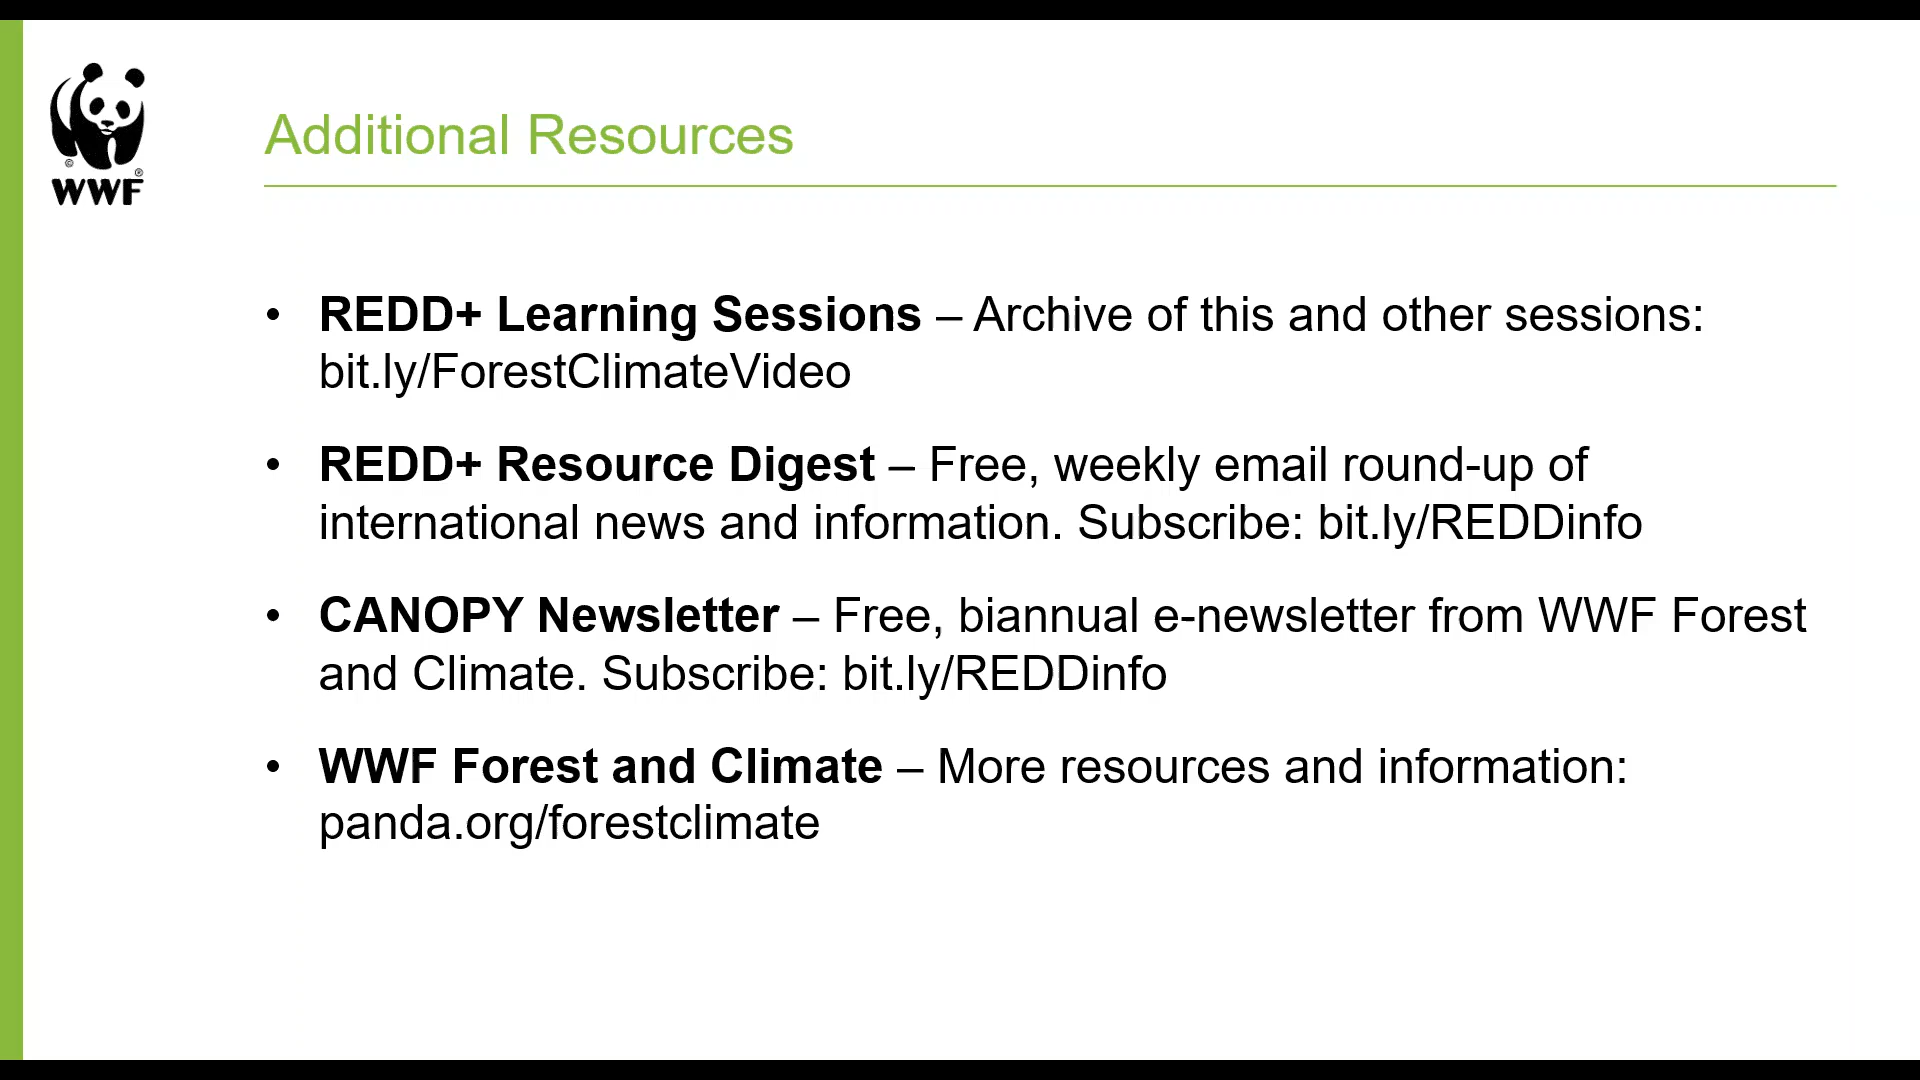 WWF
Additional Resources
• REDD+ Learning Sessions – Archive of this and other sessions:
bit.ly/ForestClimateVideo
• REDD+ Resource Digest – Free, weekly email round-up of
international news and information. Subscribe: bit.ly/REDDinfo
• CANOPY Newsletter – Free, biannual e-newsletter from WWF Forest
and Climate. Subscribe: bit.ly/REDDinfo
• WWF Forest and Climate – More resources and information:
panda.org/forestclimate